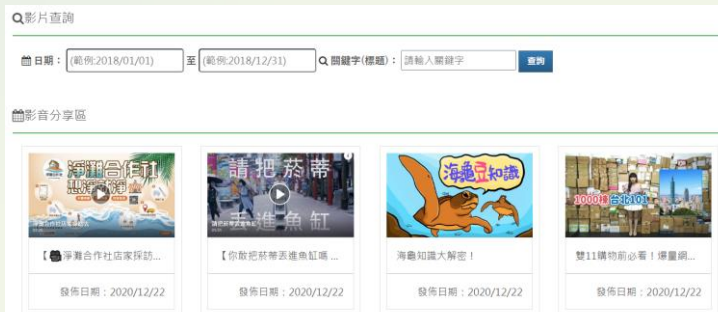 影片查詢
日期： (範例:2018/01/01) 至 (範例:2018/12/31) 關鍵字(標題)： 請輸入關鍵字 查詢
影音分享區
淨灘合作社
想淨就淨
請把菸蒂
丟進魚缸
海龜豆知識
1000棟 台北101
【淨灘合作社店家採訪...
【你敢把菸蒂丟進魚缸嗎...
海龜知識大解密！
雙11購物前必看！爆量網...
發佈日期：2020/12/22
發佈日期：2020/12/22
發佈日期：2020/12/22
發佈日期：2020/12/22